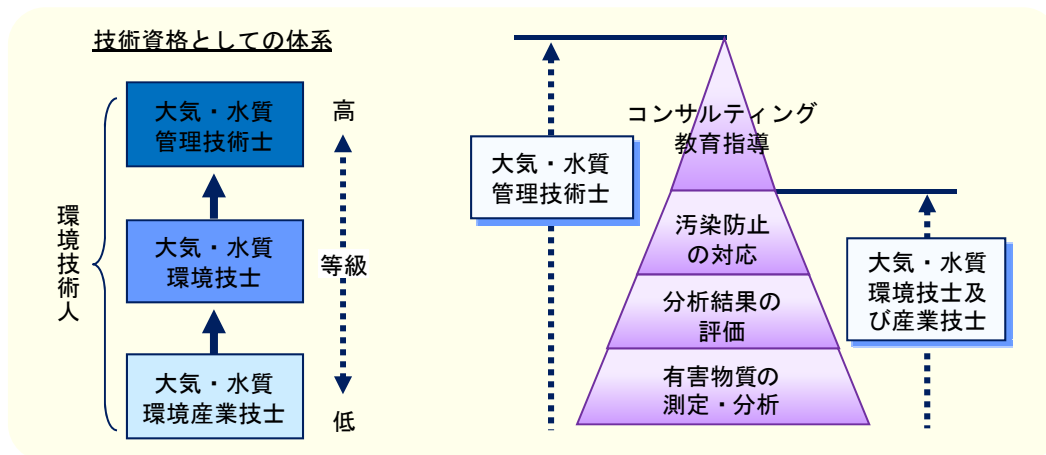 技術資格としての体系
大気・水質
管理技術士
高
環境技術人
大気・水質
環境技士
等級
大気・水質
環境産業技士
低
コンサルティング
教育指導
大気・水質
管理技術士
汚染防止
の対応
大気・水質
環境技士及
び産業技士
分析結果の
評価
有害物質の
測定・分析